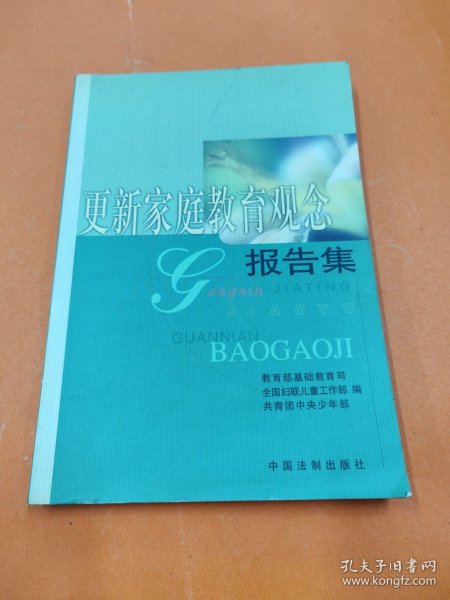 更新家庭教育观念
报告集
Gengxin
JIATING
JIAOYU
GUANNIAN
BAOGAOJI
教育部基础教育司
全国妇联儿童工作部 编
共青团中央少年部
中国法制出版社
孔夫子旧书网
www.kongfz.com